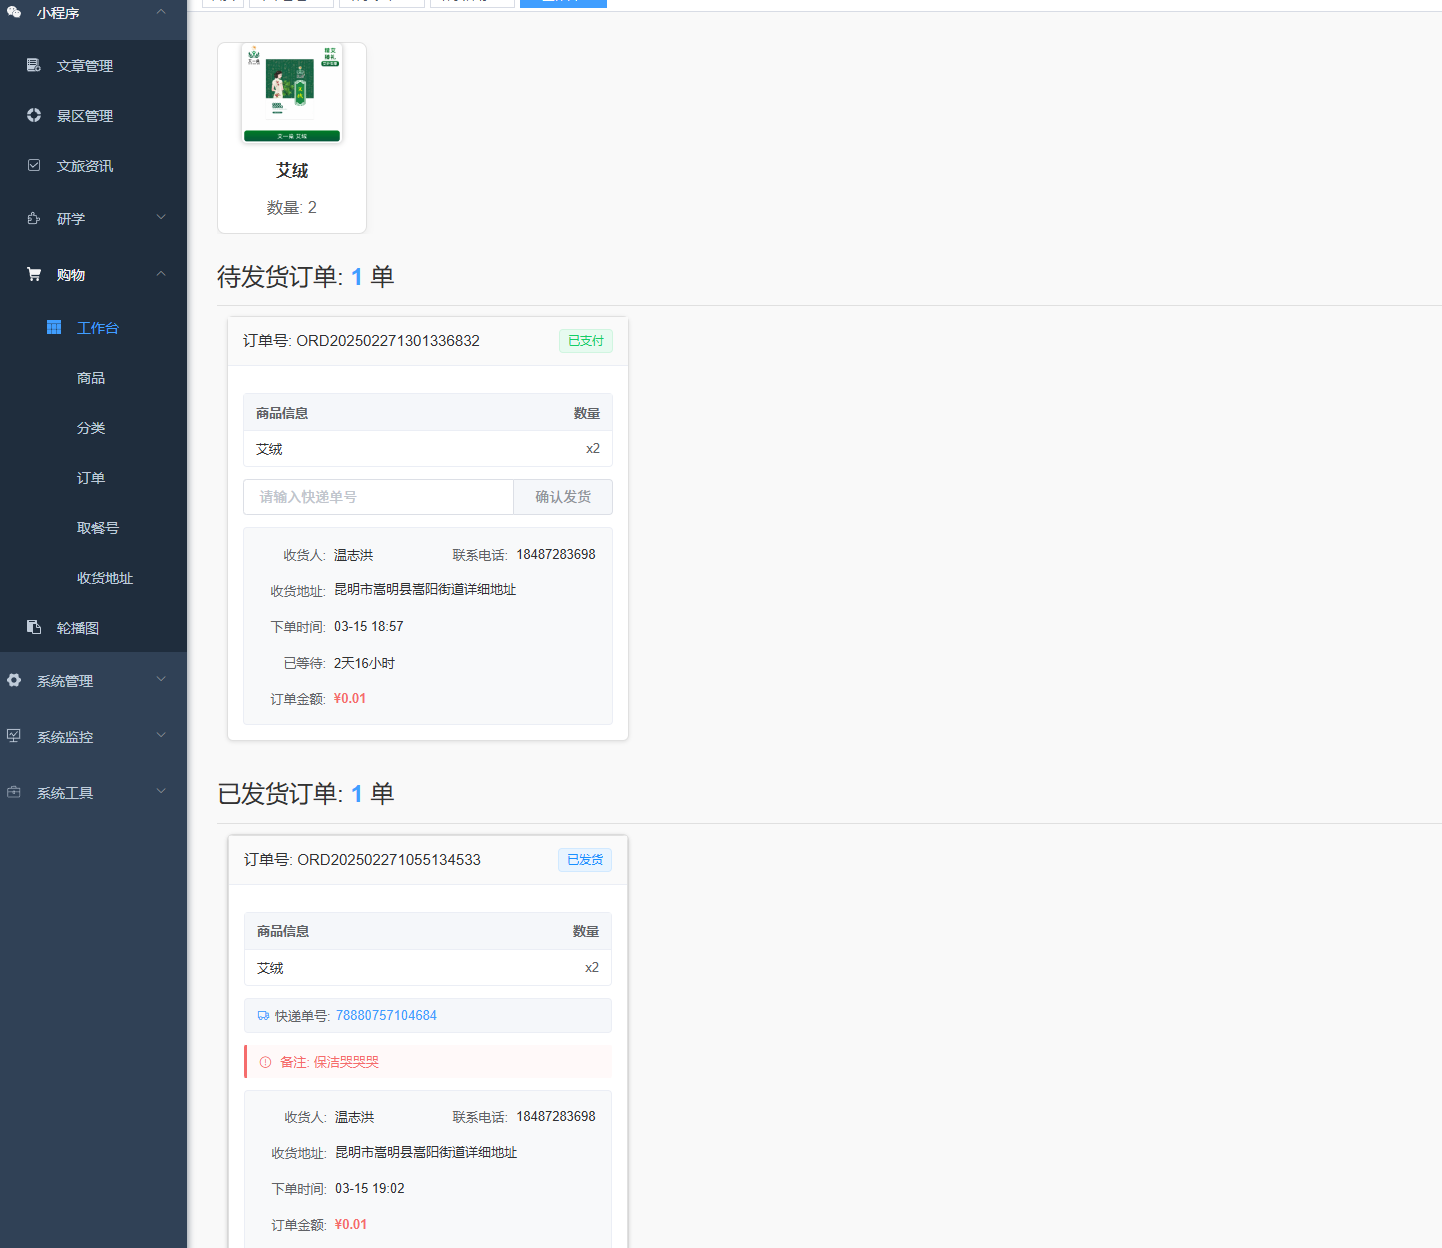 小程序
文章管理
景区管理
文旅资讯
研学
购物
工作台
商品
分类
订单
取餐号
收货地址
轮播图
系统管理
系统监控
系统工具
艾绒
数量: 2
待发货订单: 1 单
订单号: ORD202502271301336832 已支付
商品信息 数量
艾绒 x2
请输入快递单号 确认发货
收货人: 温志洪 联系电话: 18487283698
收货地址: 昆明市嵩明县嵩阳街道详细地址
下单时间: 03-15 18:57
已等待: 2天16小时
订单金额: ¥0.01
已发货订单: 1 单
订单号: ORD202502271055134533 已发货
商品信息 数量
艾绒 x2
快递单号: 78880757104684
备注: 保洁哭哭哭
收货人: 温志洪 联系电话: 18487283698
收货地址: 昆明市嵩明县嵩阳街道详细地址
下单时间: 03-15 19:02
订单金额: ¥0.01